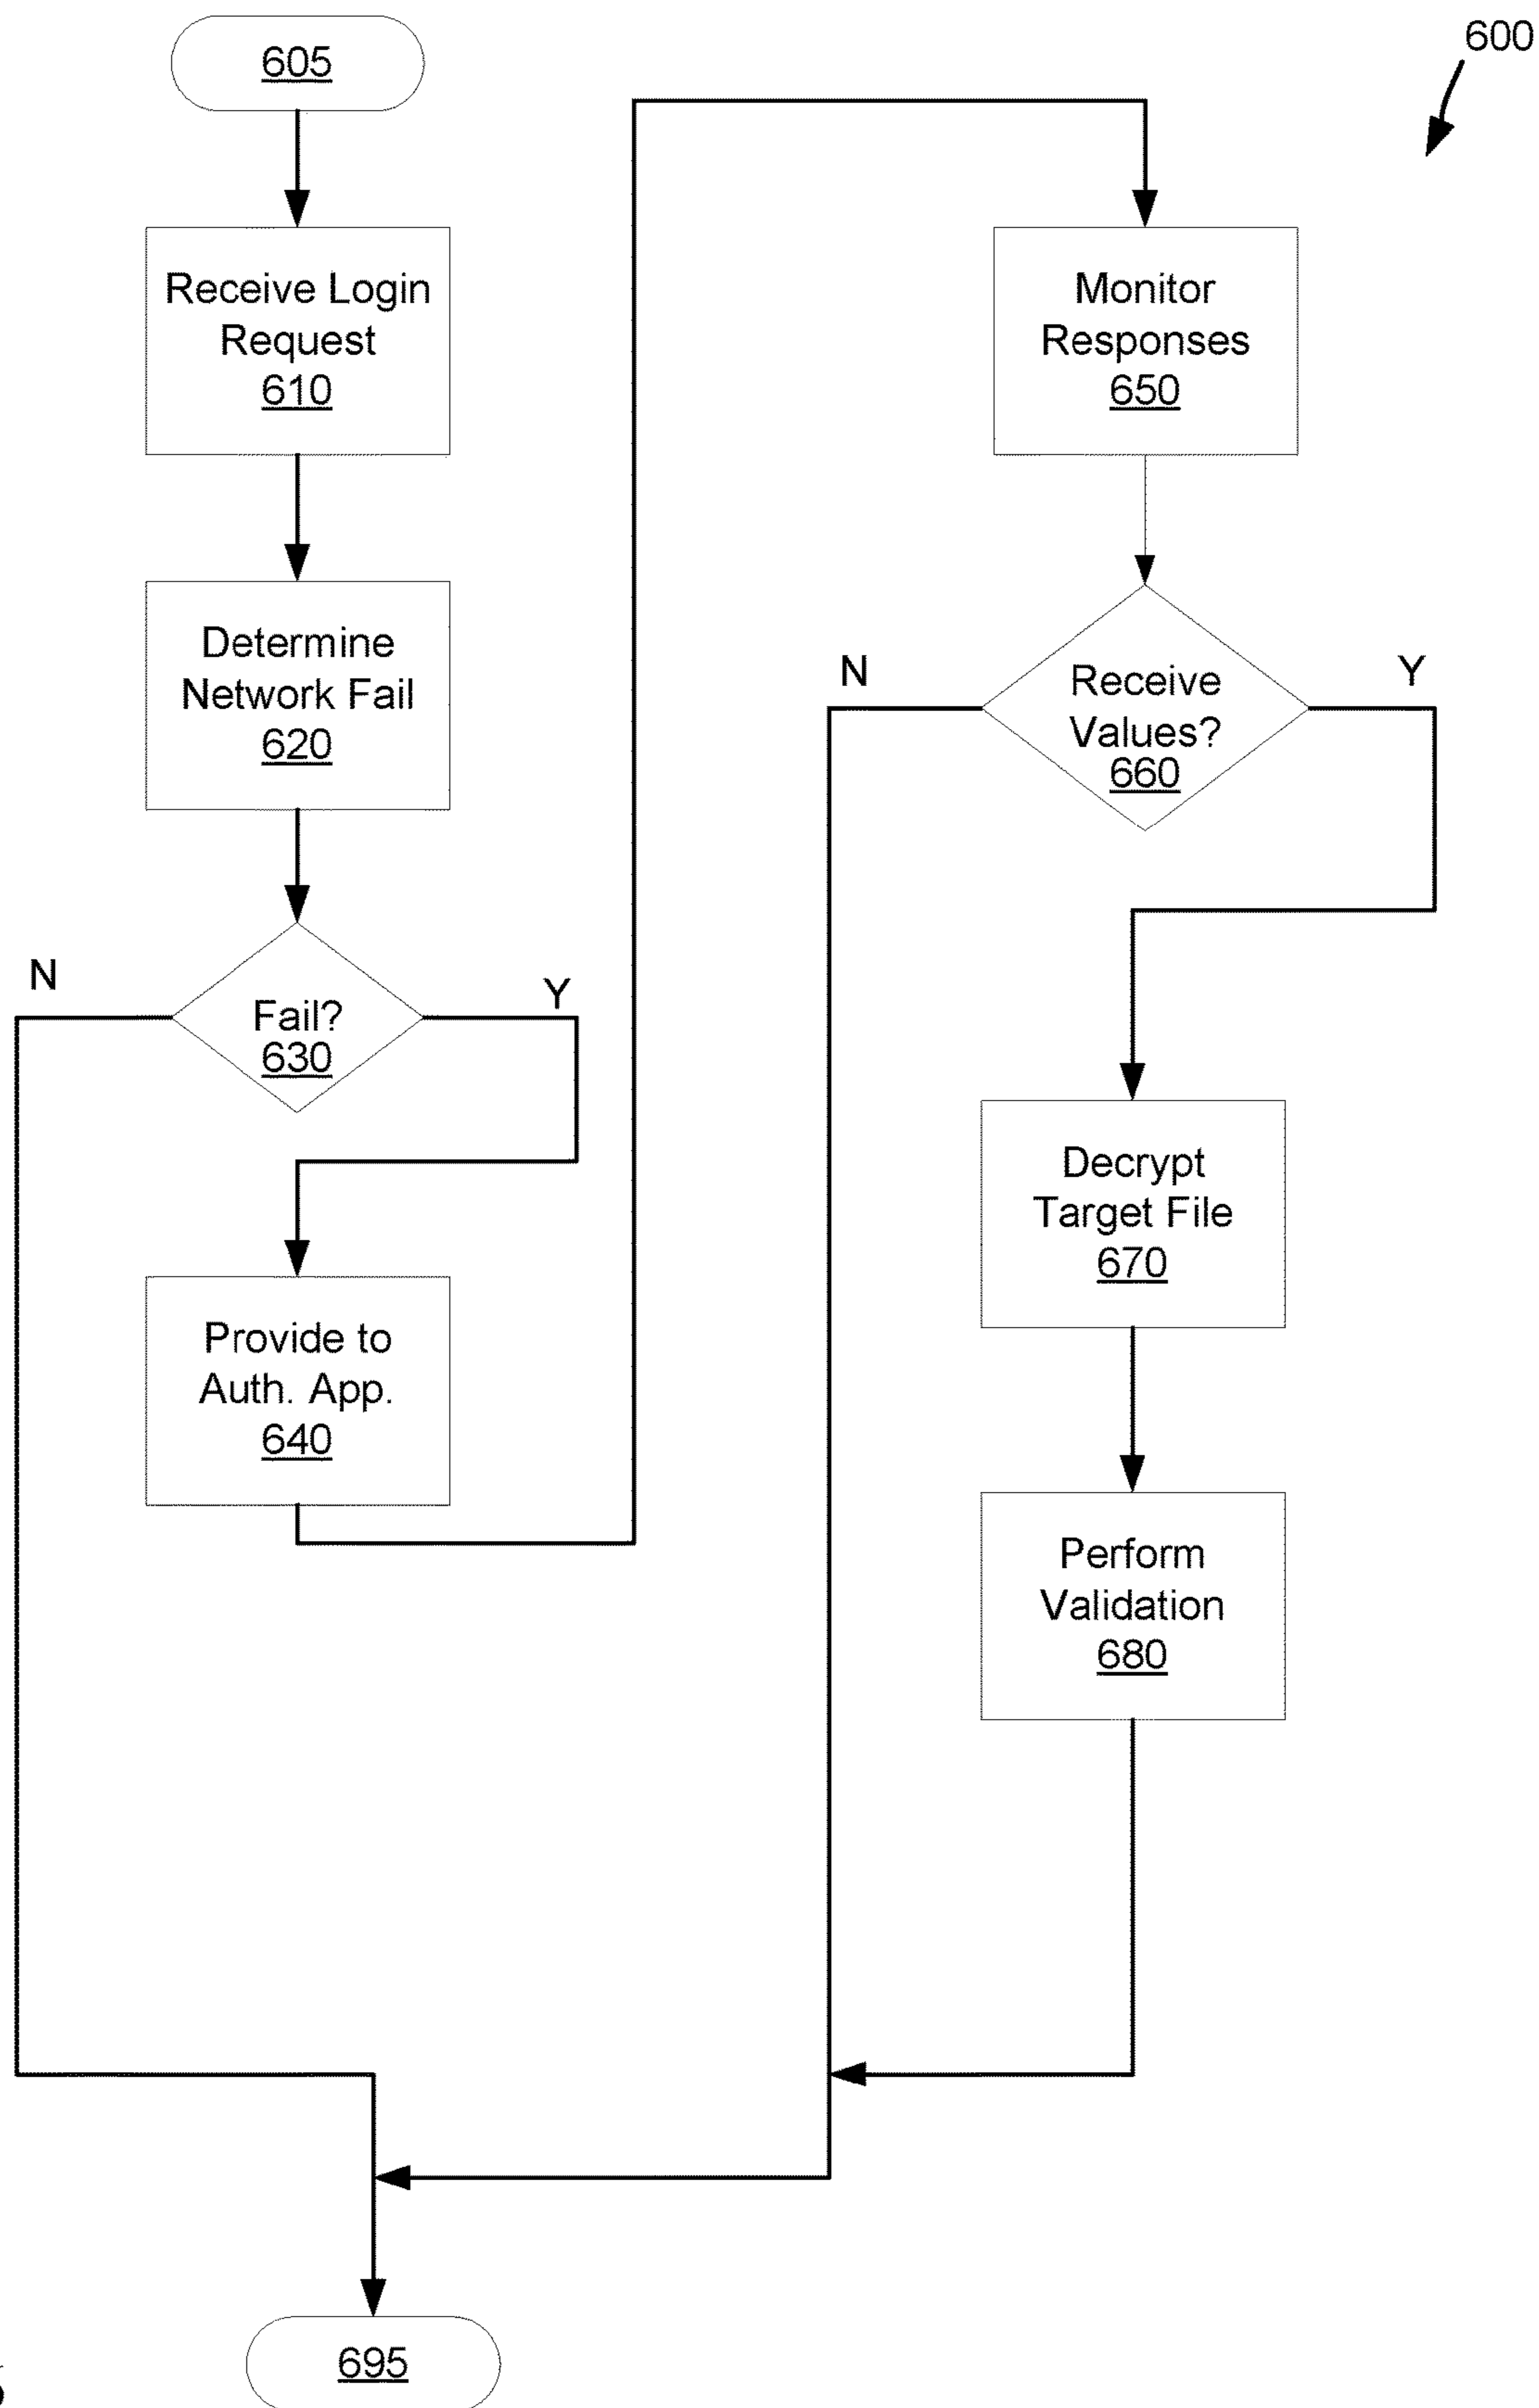 605
600
Receive Login
Request
610
Determine
Network Fail
620
N
Fail?
630
Y
Provide to
Auth. App.
640
Monitor
Responses
650
N
Receive
Values?
660
Y
Decrypt
Target File
670
Perform
Validation
680
695